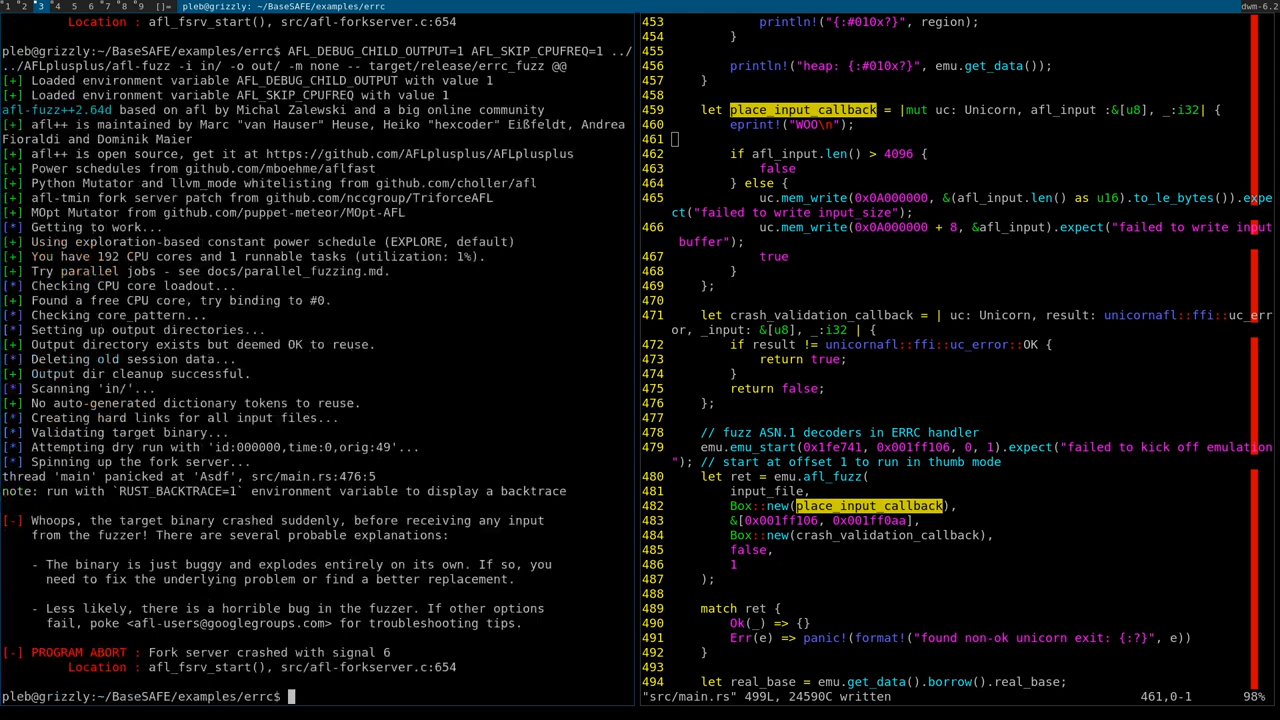 1 2 3 4 5 6 7 8 9 []= pleb@grizzly: ~/BaseSAFE/examples/errc dwm-6.2
Location : afl_fsrv_start(), src/afl-forkserver.c:654
pleb@grizzly:~/BaseSAFE/examples/errc$ AFL_DEBUG_CHILD_OUTPUT=1 AFL_SKIP_CPUFREQ=1 ../
../AFLplusplus/afl-fuzz -i in/ -o out/ -m none -- target/release/errc_fuzz @@
[+] Loaded environment variable AFL_DEBUG_CHILD_OUTPUT with value 1
[+] Loaded environment variable AFL_SKIP_CPUFREQ with value 1
afl-fuzz++2.64d based on afl by Michal Zalewski and a big online community
[+] afl++ is maintained by Marc "van Hauser" Heuse, Heiko "hexcoder" Eißfeldt, Andrea
Fioraldi and Dominik Maier
[+] afl++ is open source, get it at https://github.com/AFLplusplus/AFLplusplus
[+] Power schedules from github.com/mboehme/aflfast
[+] Python Mutator and llvm_mode whitelisting from github.com/choller/afl
[+] afl-tmin fork server patch from github.com/nccgroup/TriforceAFL
[+] MOpt Mutator from github.com/puppet-meteor/MOpt-AFL
[*] Getting to work...
[+] Using exploration-based constant power schedule (EXPLORE, default)
[+] You have 192 CPU cores and 1 runnable tasks (utilization: 1%).
[+] Try parallel jobs - see docs/parallel_fuzzing.md.
[*] Checking CPU core loadout...
[+] Found a free CPU core, try binding to #0.
[*] Checking core_pattern...
[*] Setting up output directories...
[+] Output directory exists but deemed OK to reuse.
[*] Deleting old session data...
[+] Output dir cleanup successful.
[*] Scanning 'in/'...
[+] No auto-generated dictionary tokens to reuse.
[*] Creating hard links for all input files...
[*] Validating target binary...
[*] Attempting dry run with 'id:000000,time:0,orig:49'...
[*] Spinning up the fork server...
thread 'main' panicked at 'Asdf', src/main.rs:476:5
note: run with `RUST_BACKTRACE=1` environment variable to display a backtrace
[-] Whoops, the target binary crashed suddenly, before receiving any input
from the fuzzer! There are several probable explanations:
- The binary is just buggy and explodes entirely on its own. If so, you
need to fix the underlying problem or find a better replacement.
- Less likely, there is a horrible bug in the fuzzer. If other options
fail, poke <afl-users@googlegroups.com> for troubleshooting tips.
[-] PROGRAM ABORT : Fork server crashed with signal 6
Location : afl_fsrv_start(), src/afl-forkserver.c:654
pleb@grizzly:~/BaseSAFE/examples/errc$
453 println!("{:#010x?}", region);
454 }
455
456 println!("heap: {:#010x?}", emu.get_data());
457 }
458
459 let place_input_callback = |mut uc: Unicorn, afl_input :&[u8], _:i32| {
460 eprint!("WOO\n");
461
462 if afl_input.len() > 4096 {
463 false
464 } else {
465 uc.mem_write(0x0A000000, &(afl_input.len() as u16).to_le_bytes()).expe
ct("failed to write input_size");
466 uc.mem_write(0x0A000000 + 8, &afl_input).expect("failed to write input
buffer");
467 true
468 }
469 };
470
471 let crash_validation_callback = | uc: Unicorn, result: unicornafl::ffi::uc_err
or, _input: &[u8], _:i32 | {
472 if result != unicornafl::ffi::uc_error::OK {
473 return true;
474 }
475 return false;
476 };
477
478 // fuzz ASN.1 decoders in ERRC handler
479 emu.emu_start(0x1fe741, 0x001ff106, 0, 1).expect("failed to kick off emulation
"); // start at offset 1 to run in thumb mode
480 let ret = emu.afl_fuzz(
481 input_file,
482 Box::new(place_input_callback),
483 &[0x001ff106, 0x001ff0aa],
484 Box::new(crash_validation_callback),
485 false,
486 1
487 );
488
489 match ret {
490 Ok(_) => {}
491 Err(e) => panic!(format!("found non-ok unicorn exit: {:?}", e))
492 }
493
494 let real_base = emu.get_data().borrow().real_base;
"src/main.rs" 499L, 24590C written 461,0-1 98%